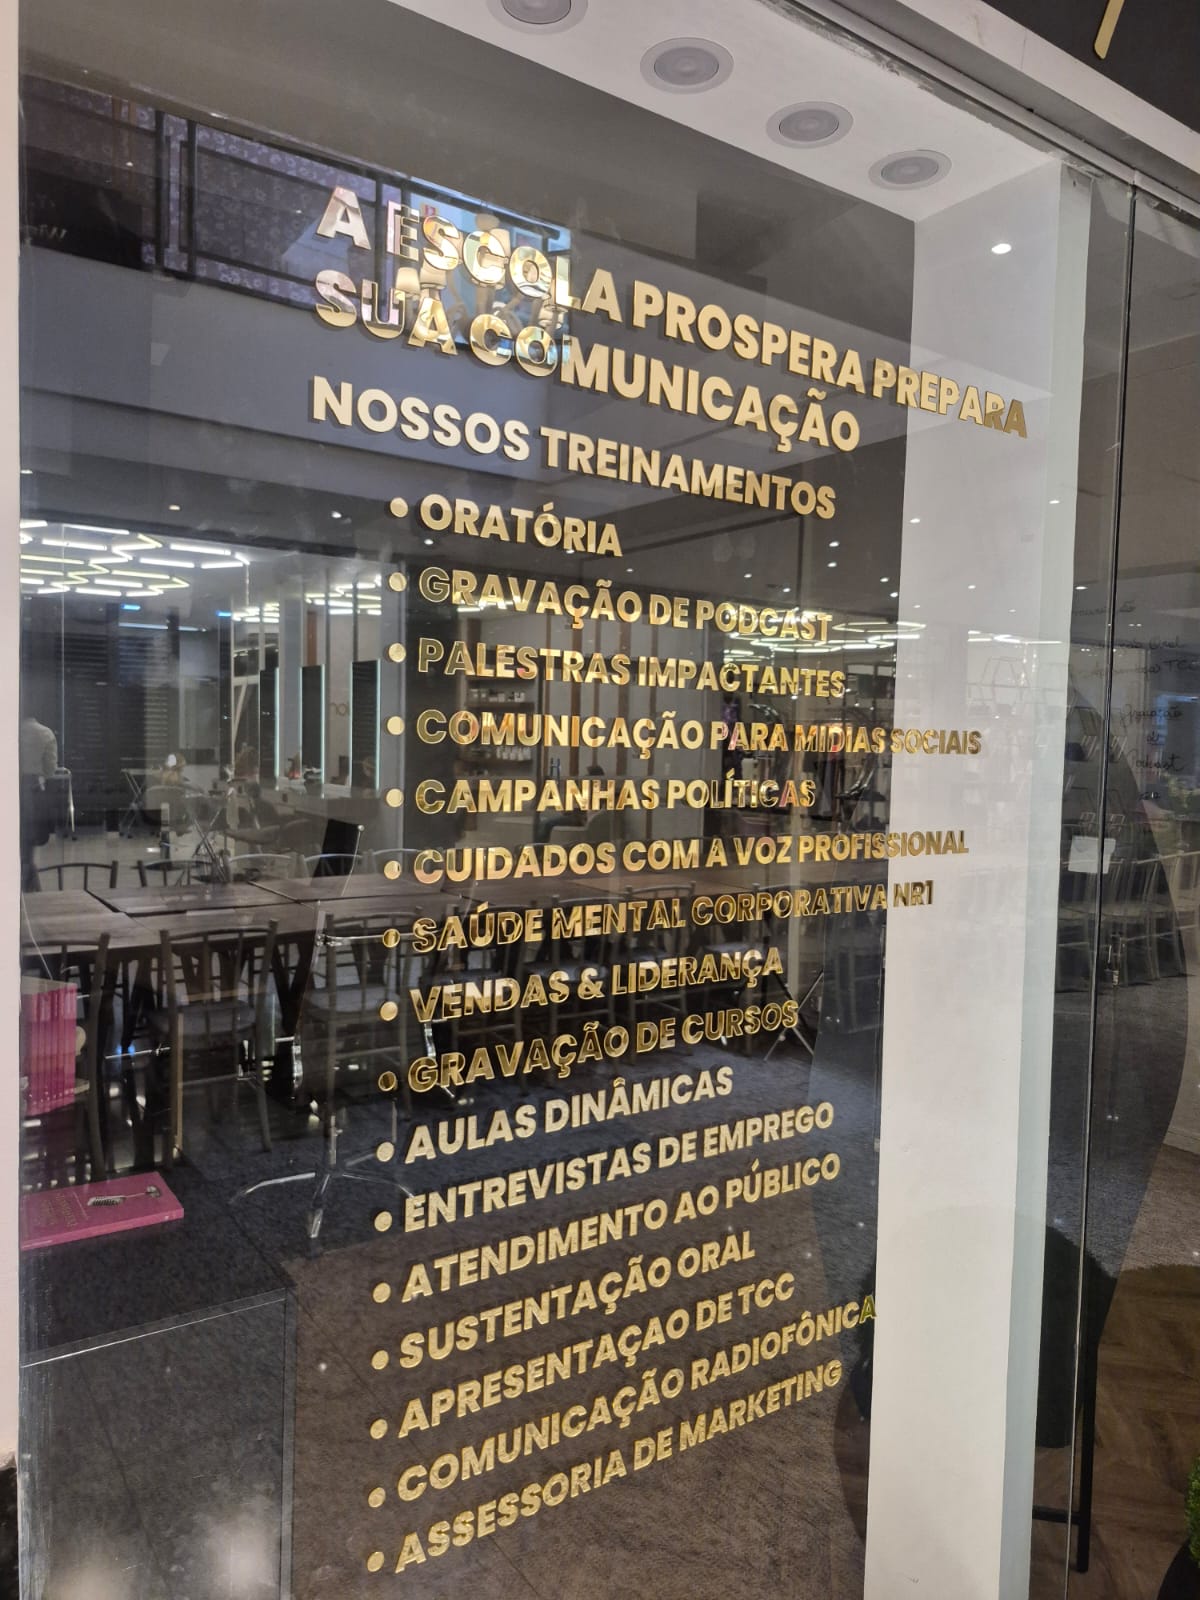 A ESCOLA PROSPERA PREPARA
SUA COMUNICAÇÃO
NOSSOS TREINAMENTOS
• ORATÓRIA
• GRAVAÇÃO DE PODCAST
• PALESTRAS IMPACTANTES
• COMUNICAÇÃO PARA MIDIAS SOCIAIS
• CAMPANHAS POLÍTICAS
• CUIDADOS COM A VOZ PROFISSIONAL
• SAÚDE MENTAL CORPORATIVA NR1
• VENDAS & LIDERANÇA
• GRAVAÇÃO DE CURSOS
• AULAS DINÂMICAS
• ENTREVISTAS DE EMPREGO
• ATENDIMENTO AO PÚBLICO
• SUSTENTAÇÃO ORAL
• APRESENTAÇAO DE TCC
• COMUNICAÇÃO RADIOFÔNICA
• ASSESSORIA DE MARKETING